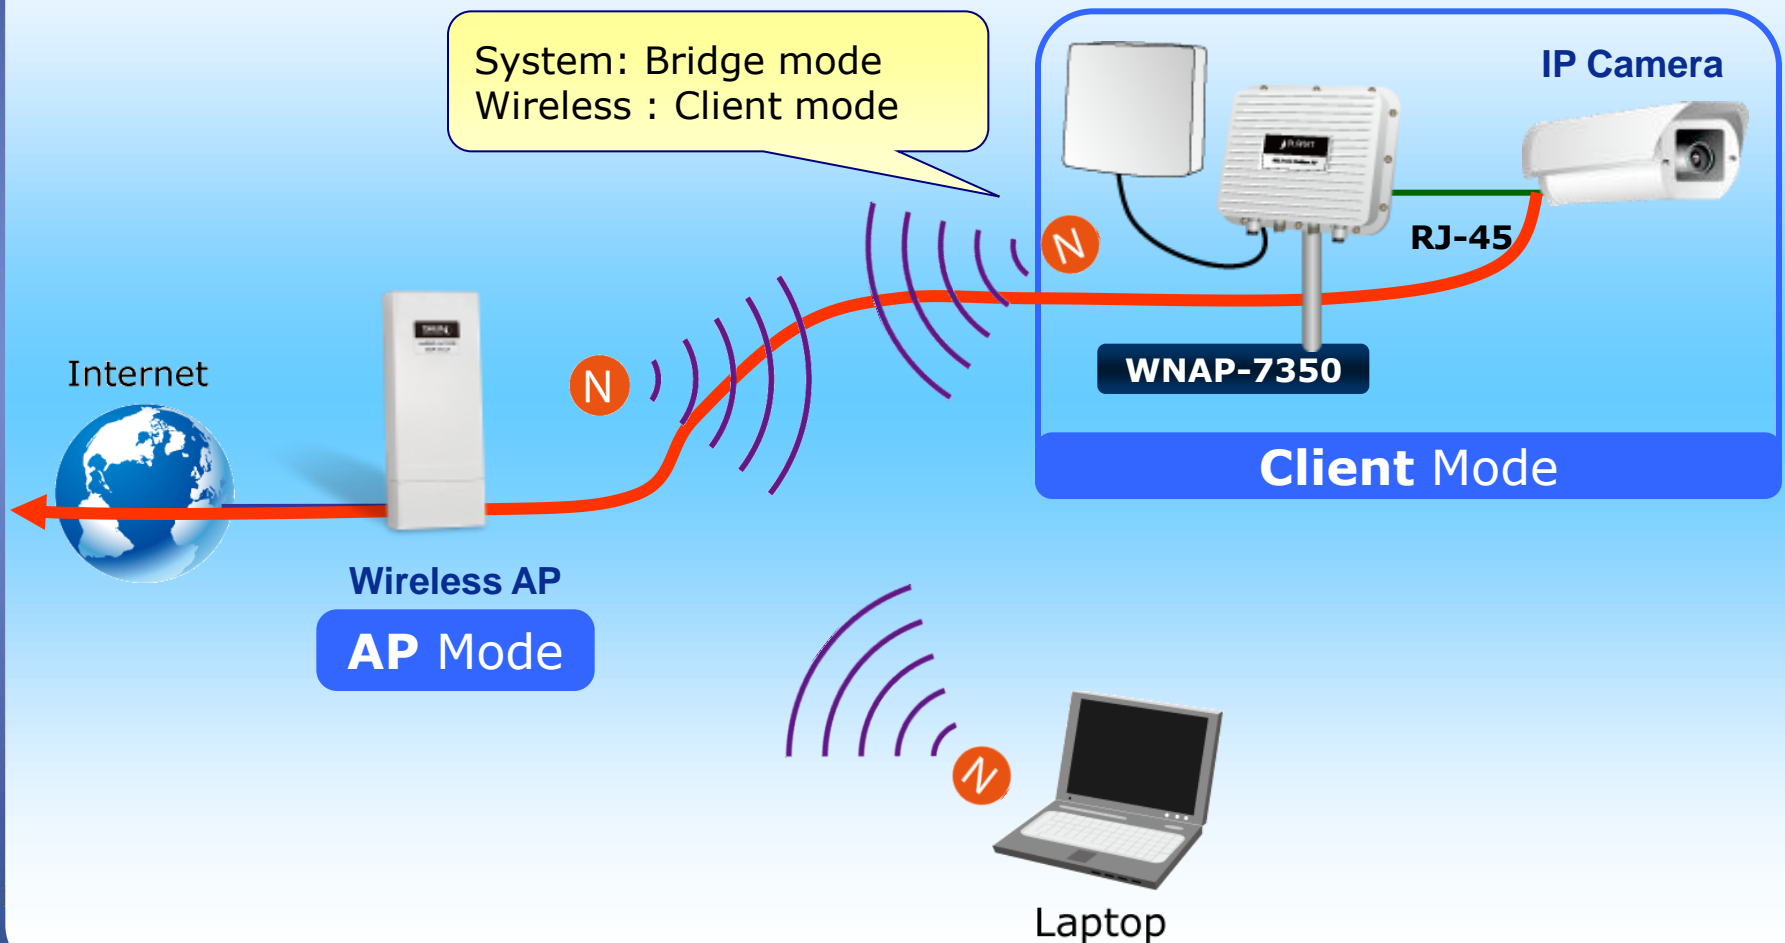 System: Bridge mode
Wireless : Client mode
IP Camera
PLANET
N
RJ-45
WNAP-7350
Client Mode
Internet
N
Wireless AP
AP Mode
N
Laptop